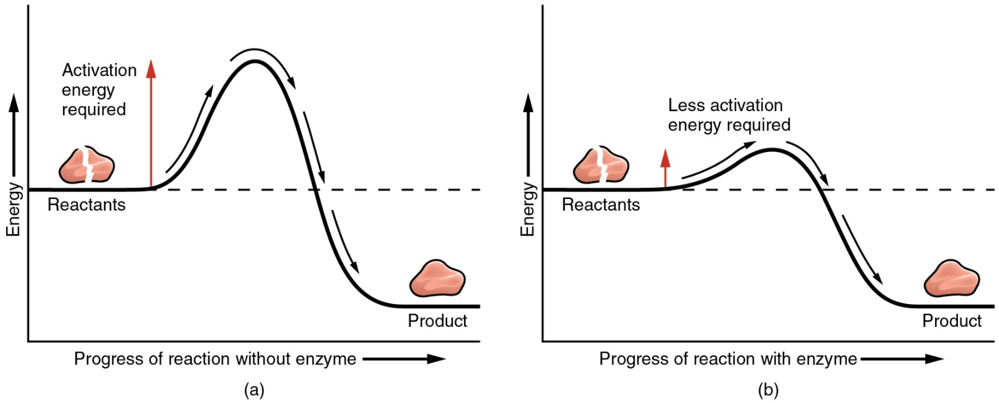 Activation
energy
required
Reactants
Energy
Product
Progress of reaction without enzyme
(a)
Less activation
energy required
Reactants
Energy
Product
Progress of reaction with enzyme
(b)